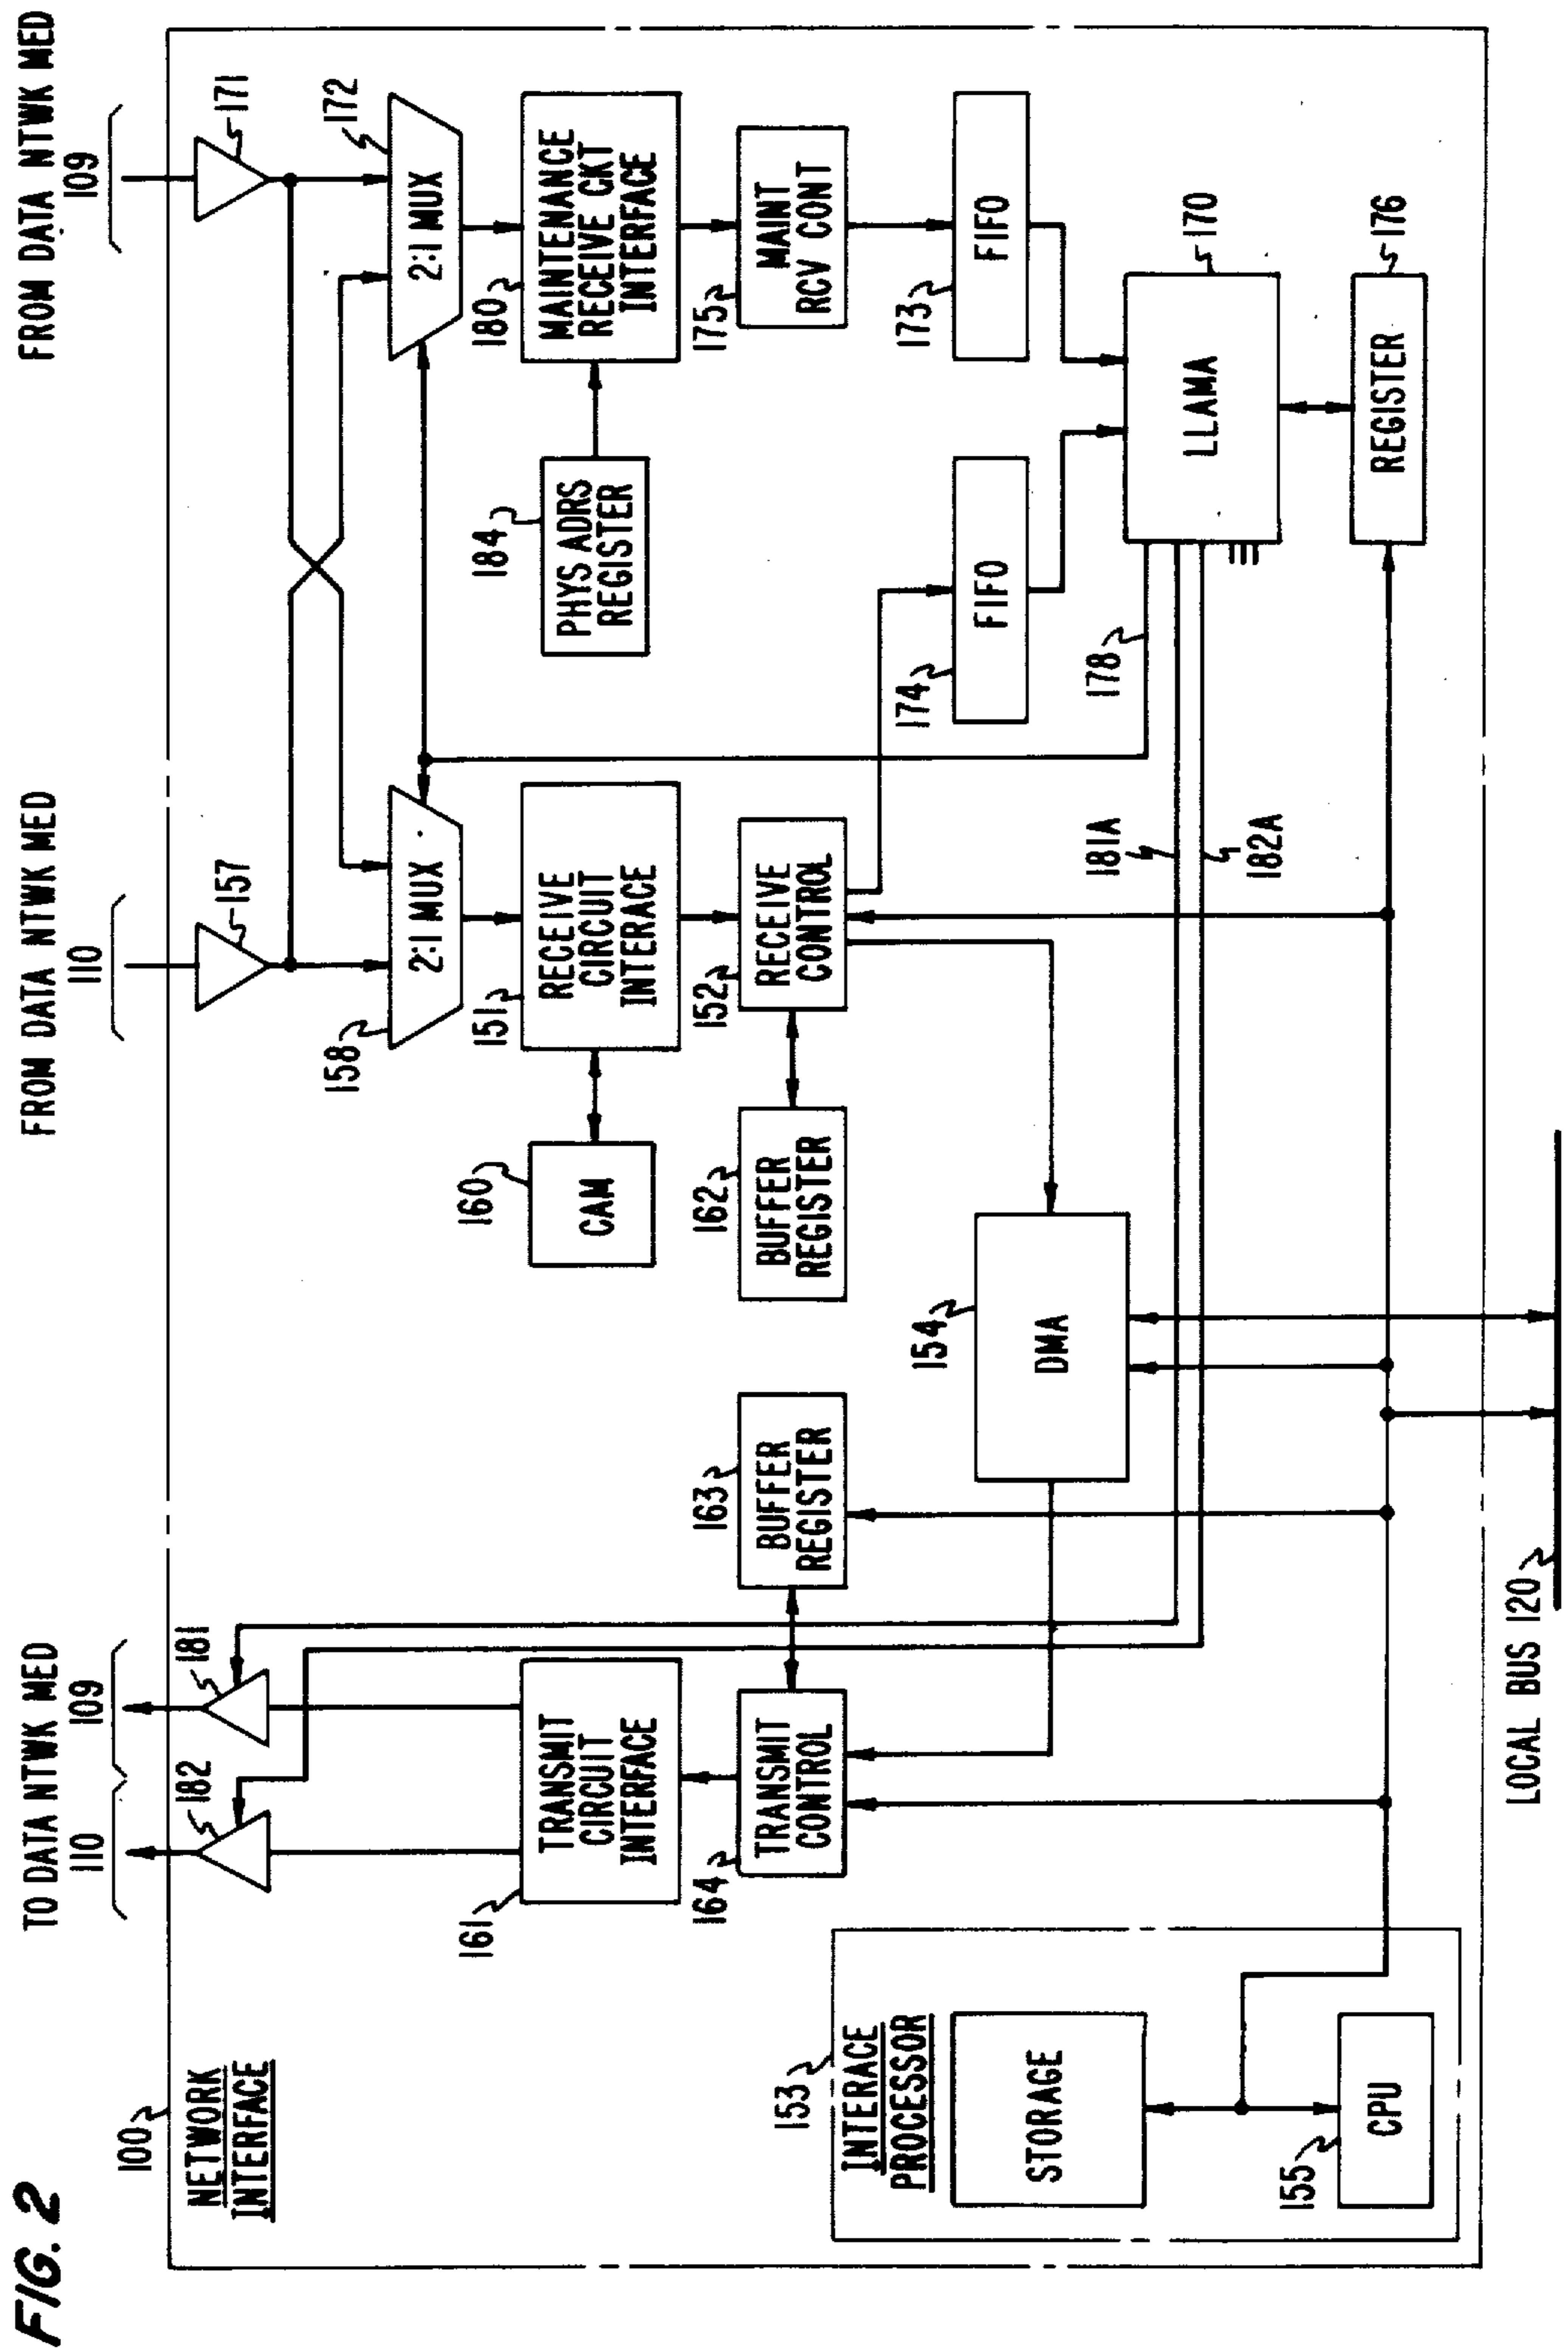 FIG. 2
100
NETWORK
INTERFACE
TO DATA NTWK MED
110
109
182
181
FROM DATA NTWK MED
110
157
FROM DATA NTWK MED
109
171
158
2:1 MUX
172
2:1 MUX
161
TRANSMIT
CIRCUIT
INTERFACE
160
CAM
151
RECEIVE
CIRCUIT
INTERACE
184
PHYS ADRS
REGISTER
180
MAINTENANCE
RECEIVE CKT
INTERFACE
164
TRANSMIT
CONTROL
163
BUFFER
REGISTER
162
BUFFER
REGISTER
152
RECEIVE
CONTROL
175
MAINT
RCV CONT
153
INTERACE
PROCESSOR
STORAGE
154
DMA
174
FIFO
173
FIFO
178
181A
182A
LLAMA
170
155
CPU
REGISTER
176
LOCAL BUS 120